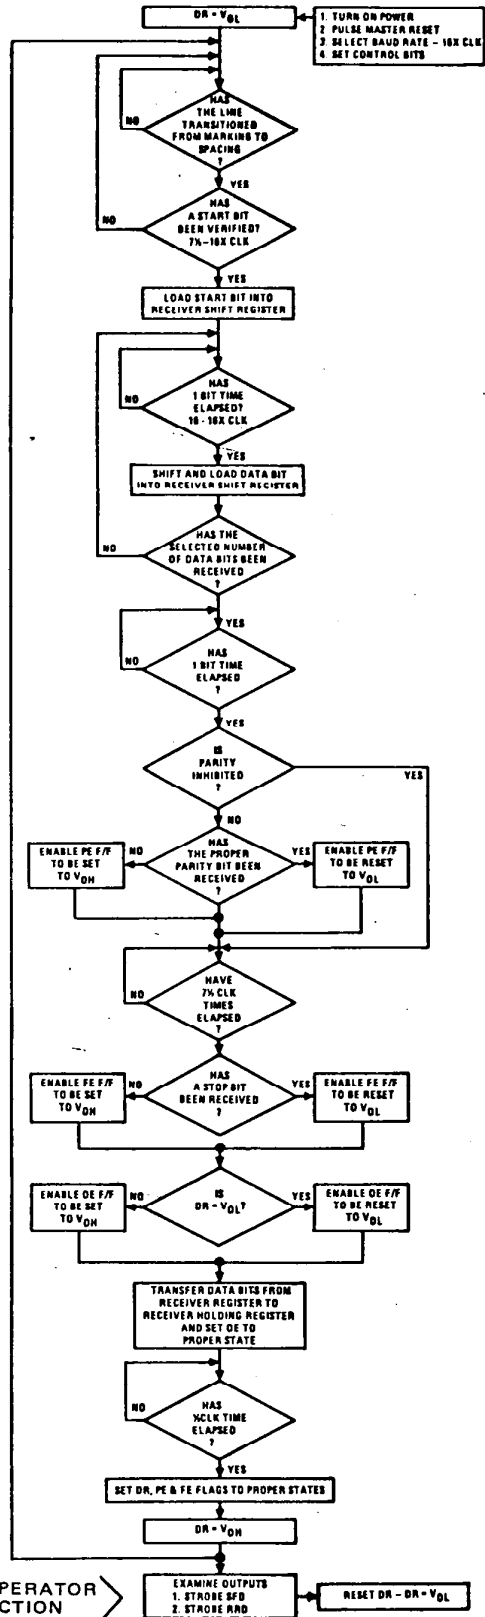 DR = VOL
1. TURN ON POWER
2 PULSE MASTER RESET
3 SELECT BAUD RATE – 16X CLK
4 SET CONTROL BITS
HAS
THE LINE
TRANSITIONED
FROM MARKING TO
SPACING
?
NO
YES
HAS
A START BIT
BEEN VERIFIED?
7½–16X CLK
NO
YES
LOAD START BIT INTO
RECEIVER SHIFT REGISTER
HAS
1 BIT TIME
ELAPSED?
16 - 16X CLK
NO
YES
SHIFT AND LOAD DATA BIT
INTO RECEIVER SHIFT REGISTER
HAS THE
SELECTED NUMBER
OF DATA BITS BEEN
RECEIVED
?
NO
YES
HAS
1 BIT TIME
ELAPSED
?
NO
YES
IS
PARITY
INHIBITED
?
YES
NO
HAS
THE PROPER
PARITY BIT BEEN
RECEIVED
?
NO
YES
ENABLE PE F/F
TO BE SET
TO VOH
ENABLE PE F/F
TO BE RESET
TO VOL
HAVE
7½ CLK
TIMES
ELAPSED
?
NO
HAS
A STOP BIT
BEEN RECEIVED
?
NO
YES
ENABLE FE F/F
TO BE SET
TO VOH
ENABLE FE F/F
TO BE RESET
TO VOL
IS
DR – VOL?
NO
YES
ENABLE OE F/F
TO BE SET
TO VOH
ENABLE OE F/F
TO BE RESET
TO VOL
TRANSFER DATA BITS FROM
RECEIVER REGISTER TO
RECEIVER HOLDING REGISTER
AND SET OE TO
PROPER STATE
HAS
½CLK TIME
ELAPSED
?
NO
YES
SET DR, PE & FE FLAGS TO PROPER STATES
DR = VOH
PERATOR
CTION
EXAMINE OUTPUTS
1. STROBE SFD
2. STROBE RRD
RESET DR – DR = VOL